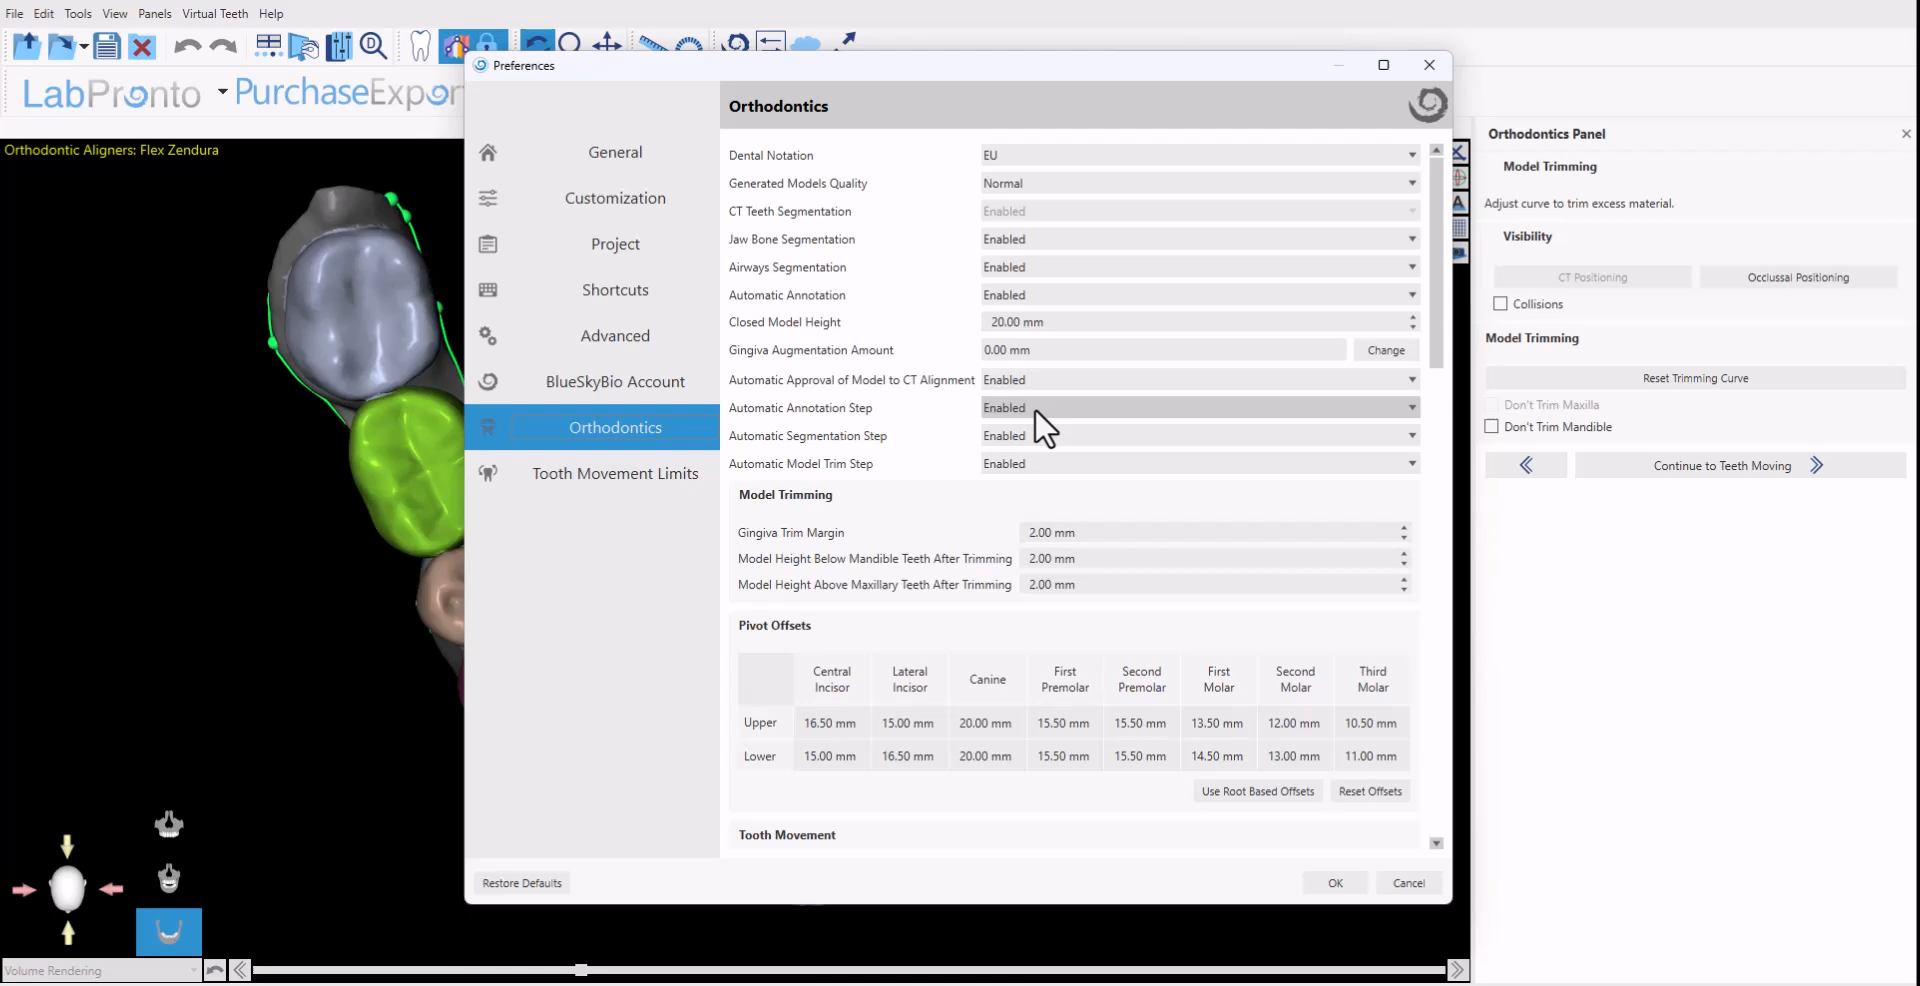 File Edit Tools View Panels Virtual Teeth Help
LabPronto PurchaseExpor
Orthodontic Aligners: Flex Zendura
Preferences
General
Customization
Project
Shortcuts
Advanced
BlueSkyBio Account
Orthodontics
Tooth Movement Limits
Orthodontics
Dental Notation EU
Generated Models Quality Normal
CT Teeth Segmentation Enabled
Jaw Bone Segmentation Enabled
Airways Segmentation Enabled
Automatic Annotation Enabled
Closed Model Height 20.00 mm
Gingiva Augmentation Amount 0.00 mm Change
Automatic Approval of Model to CT Alignment Enabled
Automatic Annotation Step Enabled
Automatic Segmentation Step Enabled
Automatic Model Trim Step Enabled
Model Trimming
Gingiva Trim Margin 2.00 mm
Model Height Below Mandible Teeth After Trimming 2.00 mm
Model Height Above Maxillary Teeth After Trimming 2.00 mm
Pivot Offsets
Central Incisor Lateral Incisor Canine First Premolar Second Premolar First Molar Second Molar Third Molar
Upper 16.50 mm 15.00 mm 20.00 mm 15.50 mm 15.50 mm 13.50 mm 12.00 mm 10.50 mm
Lower 15.00 mm 16.50 mm 20.00 mm 15.50 mm 15.50 mm 14.50 mm 13.00 mm 11.00 mm
Use Root Based Offsets Reset Offsets
Tooth Movement
Restore Defaults OK Cancel
Orthodontics Panel
Model Trimming
Adjust curve to trim excess material.
Visibility
CT Positioning Occlussal Positioning
Collisions
Model Trimming
Reset Trimming Curve
Don't Trim Maxilla
Don't Trim Mandible
Continue to Teeth Moving
Volume Rendering